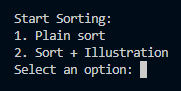 Start Sorting:
1. Plain sort
2. Sort + Illustration
Select an option: